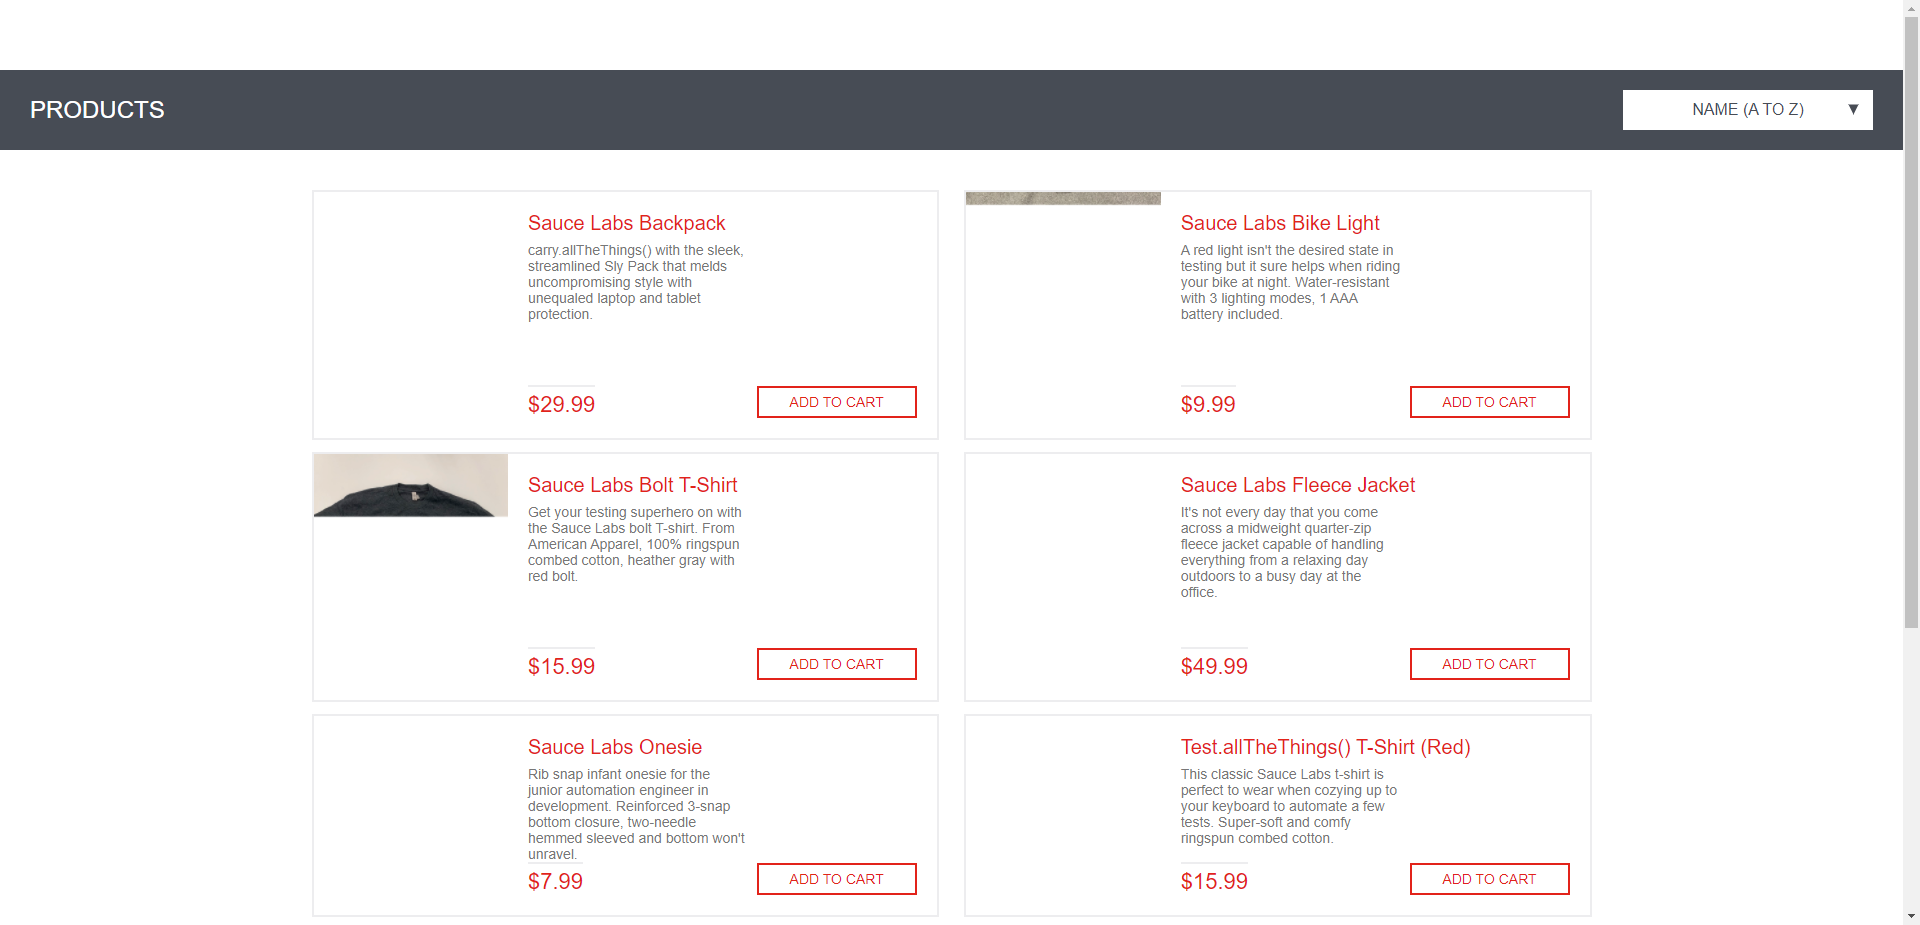 PRODUCTS
NAME (A TO Z)
Sauce Labs Backpack
carry.allTheThings() with the sleek,
streamlined Sly Pack that melds
uncompromising style with
unequaled laptop and tablet
protection.
$29.99
ADD TO CART
Sauce Labs Bike Light
A red light isn't the desired state in
testing but it sure helps when riding
your bike at night. Water-resistant
with 3 lighting modes, 1 AAA
battery included.
$9.99
ADD TO CART
Sauce Labs Bolt T-Shirt
Get your testing superhero on with
the Sauce Labs bolt T-shirt. From
American Apparel, 100% ringspun
combed cotton, heather gray with
red bolt.
$15.99
ADD TO CART
Sauce Labs Fleece Jacket
It's not every day that you come
across a midweight quarter-zip
fleece jacket capable of handling
everything from a relaxing day
outdoors to a busy day at the
office.
$49.99
ADD TO CART
Sauce Labs Onesie
Rib snap infant onesie for the
junior automation engineer in
development. Reinforced 3-snap
bottom closure, two-needle
hemmed sleeved and bottom won't
unravel.
$7.99
ADD TO CART
Test.allTheThings() T-Shirt (Red)
This classic Sauce Labs t-shirt is
perfect to wear when cozying up to
your keyboard to automate a few
tests. Super-soft and comfy
ringspun combed cotton.
$15.99
ADD TO CART